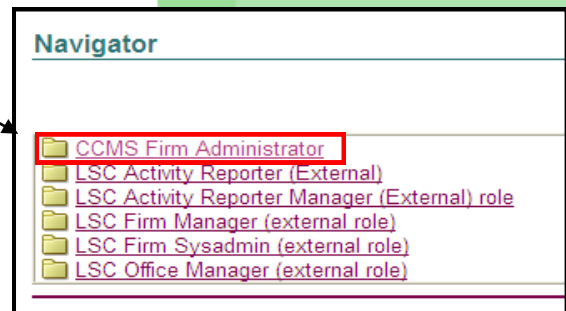 Navigator
CCMS Firm Administrator
LSC Activity Reporter (External)
LSC Activity Reporter Manager (External) role
LSC Firm Manager (external role)
LSC Firm Sysadmin (external role)
LSC Office Manager (external role)